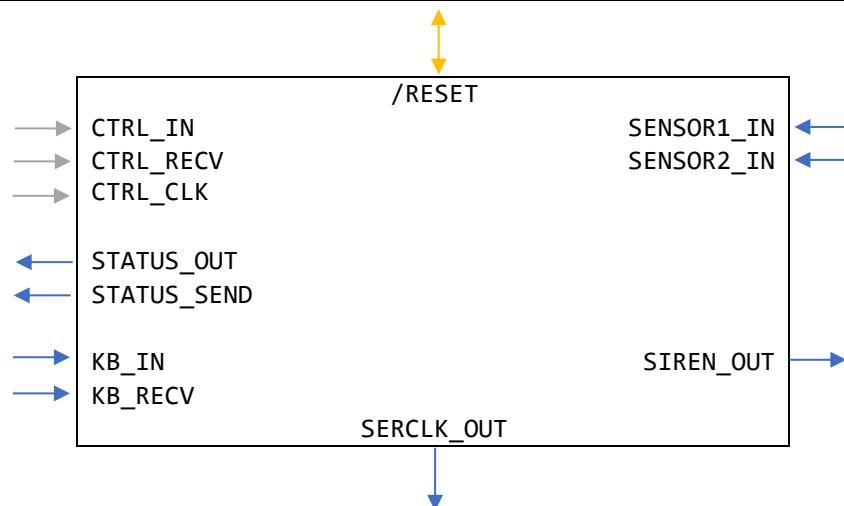 /RESET
CTRL_IN
SENSOR1_IN
CTRL_RECV
SENSOR2_IN
CTRL_CLK
STATUS_OUT
STATUS_SEND
KB_IN
SIREN_OUT
KB_RECV
SERCLK_OUT